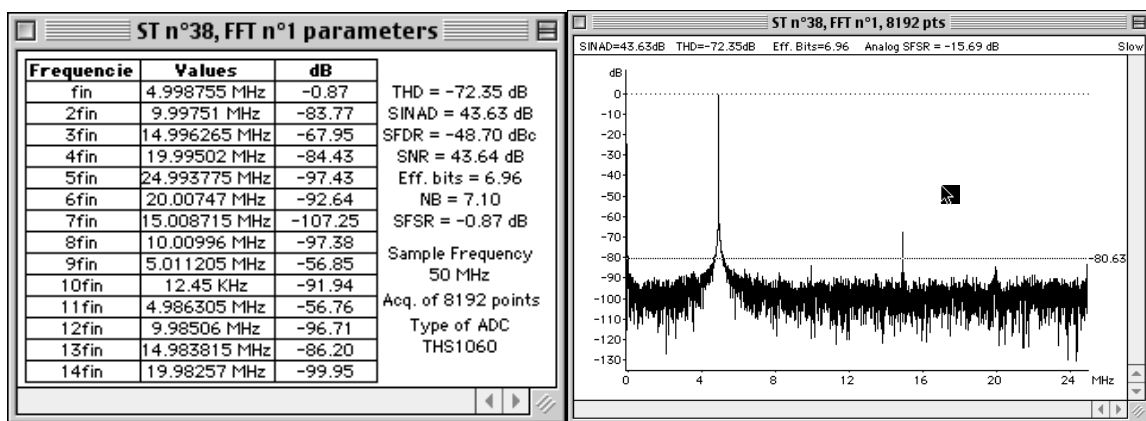 ST n°38, FFT n°1 parameters
Frequencie Values dB
fin 4.998755 MHz -0.87
2fin 9.99751 MHz -83.77
3fin 14.996265 MHz -67.95
4fin 19.99502 MHz -84.43
5fin 24.993775 MHz -97.43
6fin 20.00747 MHz -92.64
7fin 15.008715 MHz -107.25
8fin 10.00996 MHz -97.38
9fin 5.011205 MHz -56.85
10fin 12.45 KHz -91.94
11fin 4.986305 MHz -56.76
12fin 9.98506 MHz -96.71
13fin 14.983815 MHz -86.20
14fin 19.98257 MHz -99.95
THD = -72.35 dB
SINAD = 43.63 dB
SFDR = -48.70 dBc
SNR = 43.64 dB
Eff. bits = 6.96
NB = 7.10
SFSR = -0.87 dB
Sample Frequency
50 MHz
Acq. of 8192 points
Type of ADC
THS1060
ST n°38, FFT n°1, 8192 pts
SINAD=43.63dB THD=-72.35dB Eff. Bits=6.96 Analog SFSR = -15.69 dB Slow
dB
0
-10
-20
-30
-40
-50
-60
-70
-80
-80.63
-90
-100
-110
-120
-130
0 4 8 12 16 20 24 MHz